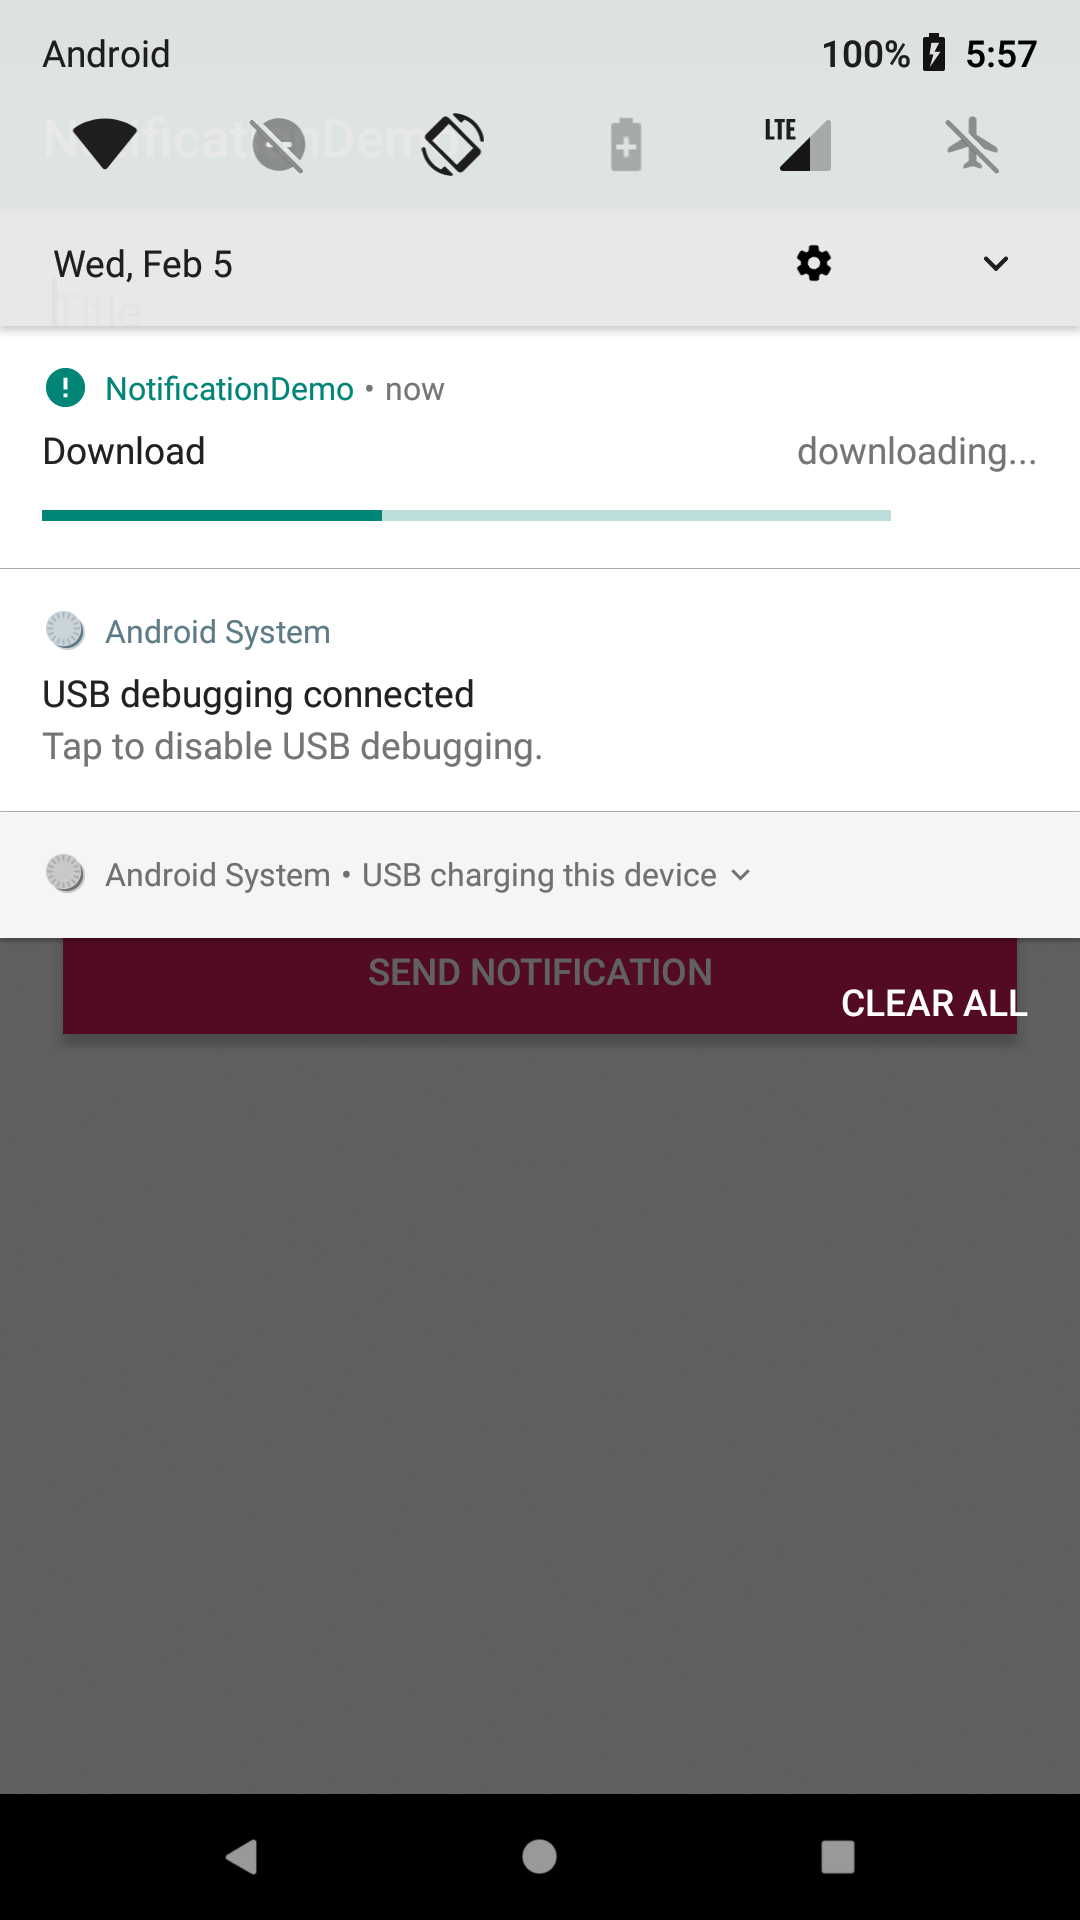 Android 100% 5:57
NotificationDemo
LTE
Wed, Feb 5
Title
NotificationDemo • now
Download downloading...
Android System
USB debugging connected
Tap to disable USB debugging.
Android System • USB charging this device
SEND NOTIFICATION
CLEAR ALL